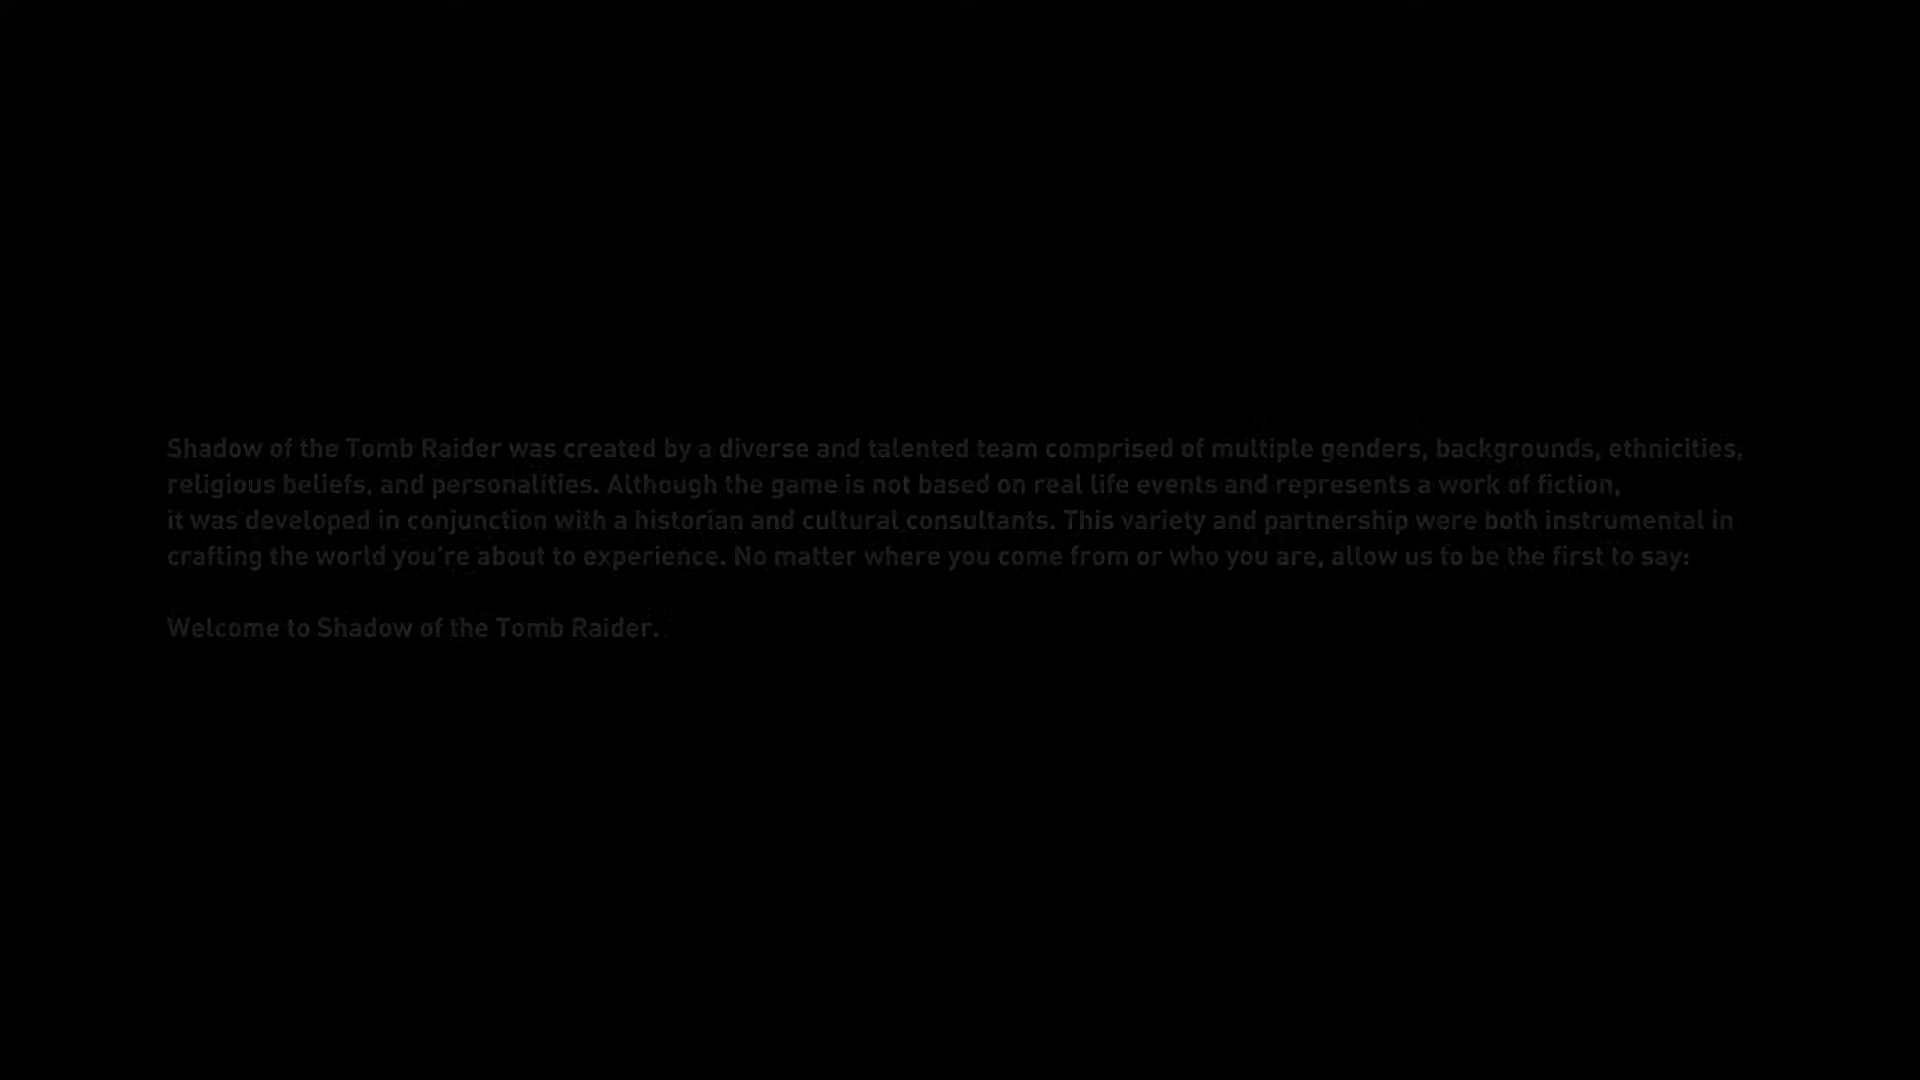 Shadow of the Tomb Raider was created by a diverse and talented team comprised of multiple genders, backgrounds, ethnicities,
religious beliefs, and personalities. Although the game is not based on real life events and represents a work of fiction,
it was developed in conjunction with a historian and cultural consultants. This variety and partnership were both instrumental in
crafting the world you're about to experience. No matter where you come from or who you are, allow us to be the first to say:
Welcome to Shadow of the Tomb Raider.